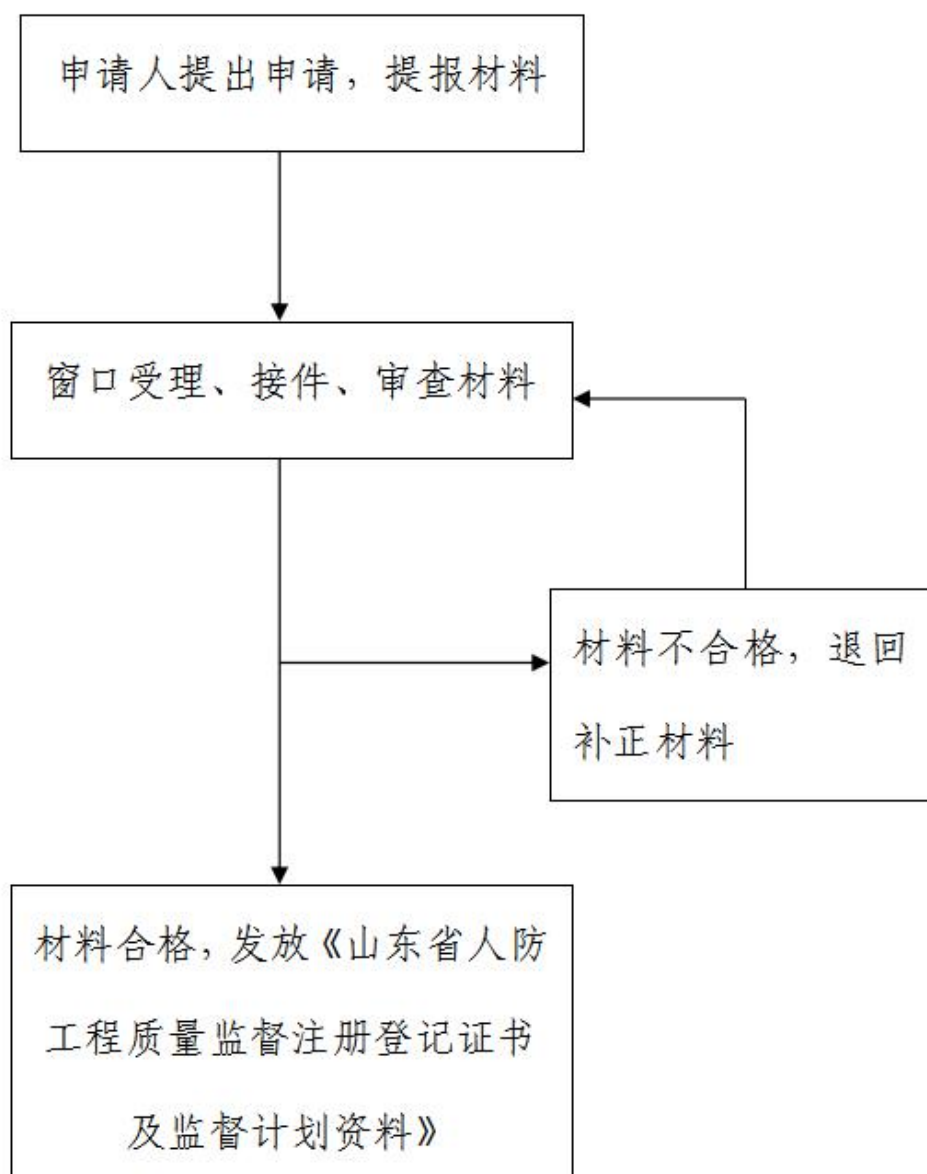 申请人提出申请，提报材料
窗口受理、接件、审查材料
材料不合格，退回
补正材料
材料合格，发放《山东省人防
工程质量监督注册登记证书
及监督计划资料》